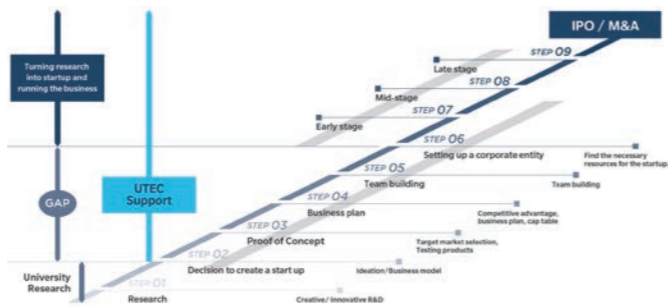 IPO / M&A
STEP 09
Late stage
Turning research
into startup and
running the business
STEP 08
Mid-stage
STEP 07
Early stage
STEP 06
Setting up a corporate entity
Find the necessary
resources for the startup
STEP 05
Team building
Team building
GAP
UTEC
Support
STEP 04
Business plan
Competitive advantage,
business plan, cap table
STEP 03
Proof of Concept
Target market selection,
Testing products
STEP 02
Decision to create a start up
Ideation/Business model
University
Research
STEP 01
Research
Creative/ Innovative R&D